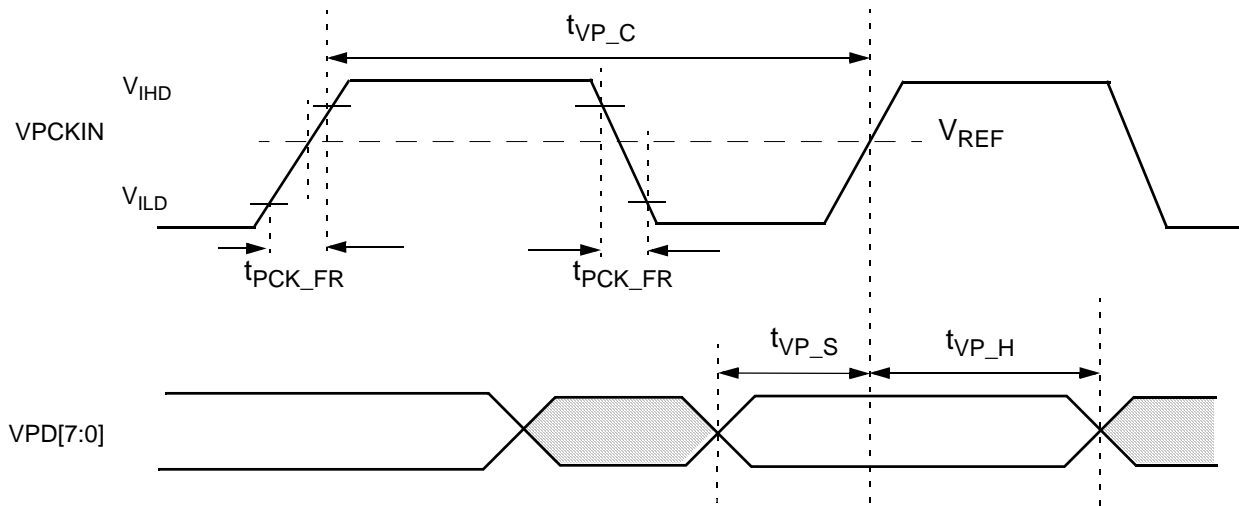 tVP_C
VIHD
VPCKIN
VREF
VILD
tPCK_FR
tPCK_FR
tVP_S
tVP_H
VPD[7:0]